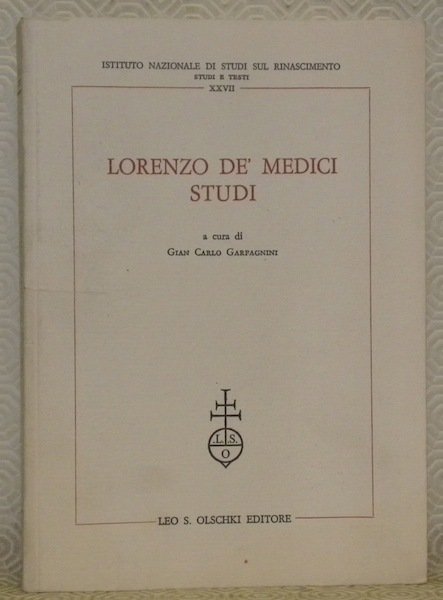 ISTITUTO NAZIONALE DI STUDI SUL RINASCIMENTO
STUDI E TESTI
XXVII
LORENZO DE' MEDICI
STUDI
a cura di
GIAN CARLO GARFAGNINI
.L.S.
O
LEO S. OLSCHKI EDITORE